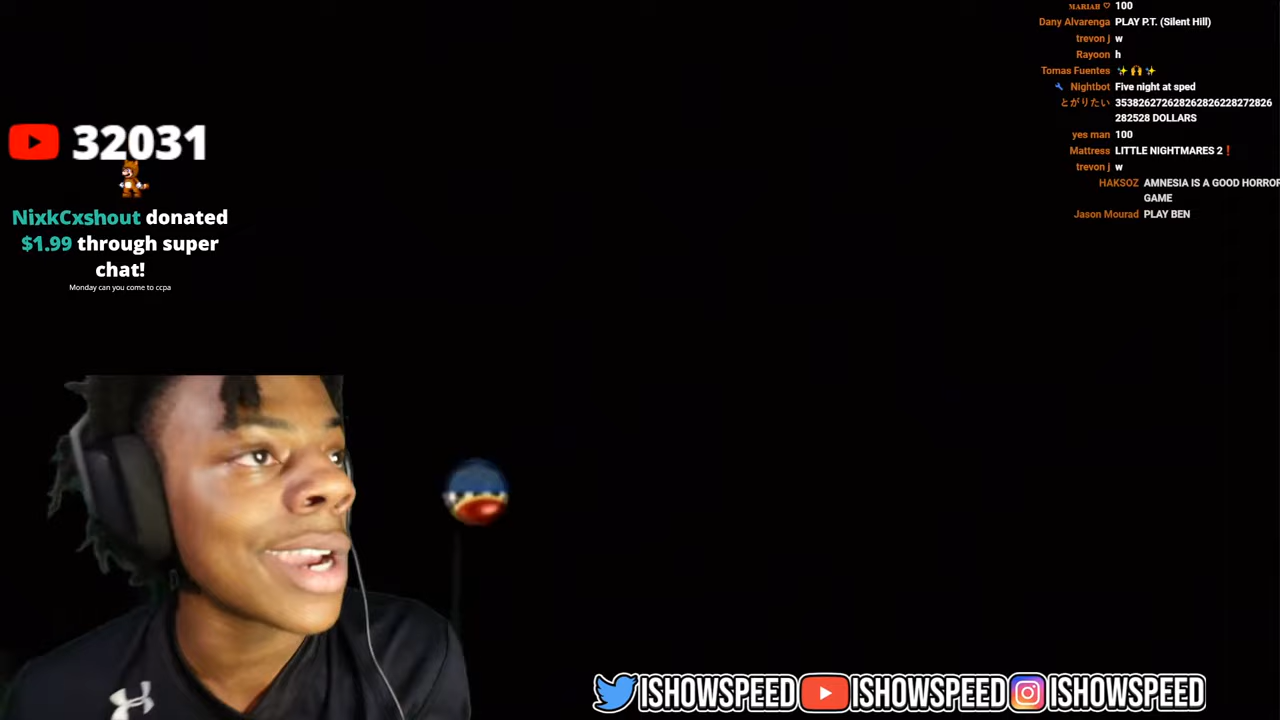 32031
NixkCxshout donated
$1.99 through super
chat!
Monday can you come to ccpa
MARIAH ♡ 100
Dany Alvarenga PLAY P.T. (Silent Hill)
trevon j w
Rayoon h
Tomas Fuentes ✨🙌✨
Nightbot Five night at sped
とがりたい 353826272628262826228272826
282528 DOLLARS
yes man 100
Mattress LITTLE NIGHTMARES 2❗
trevon j w
HAKSOZ AMNESIA IS A GOOD HORROR
GAME
Jason Mourad PLAY BEN
ISHOWSPEED ISHOWSPEED ISHOWSPEED